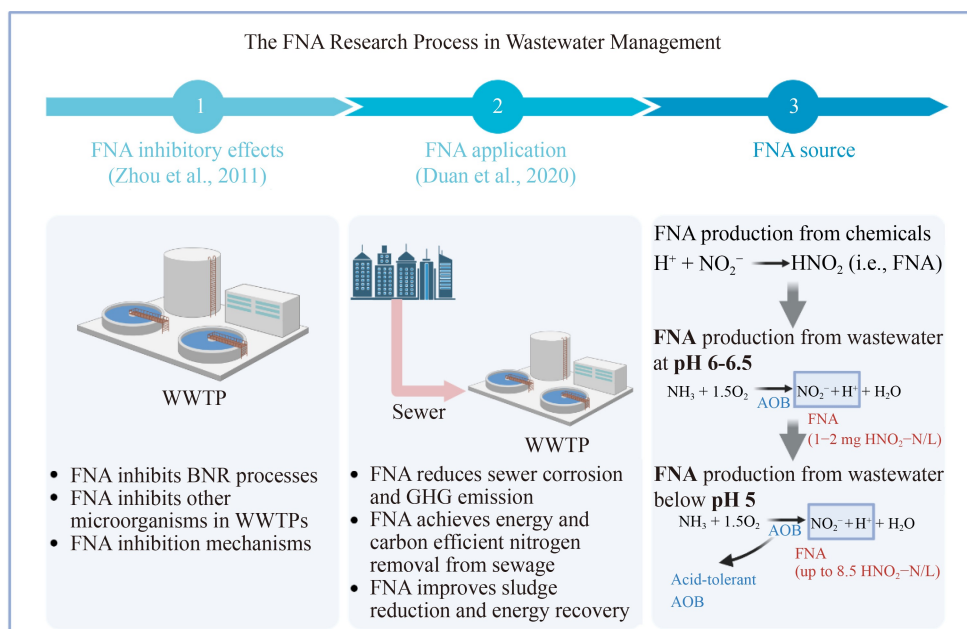 The FNA Research Process in Wastewater Management
1
2
3
FNA inhibitory effects
(Zhou et al., 2011)
FNA application
(Duan et al., 2020)
FNA source
WWTP
• FNA inhibits BNR processes
• FNA inhibits other
microorganisms in WWTPs
• FNA inhibition mechanisms
Sewer
WWTP
• FNA reduces sewer corrosion
and GHG emission
• FNA achieves energy and
carbon efficient nitrogen
removal from sewage
• FNA improves sludge
reduction and energy recovery
FNA production from chemicals
H⁺ + NO₂⁻ ⟶ HNO₂ (i.e., FNA)
FNA production from wastewater
at pH 6-6.5
NH₃ + 1.5O₂ ⟶ NO₂⁻ + H⁺ + H₂O
AOB
FNA
(1−2 mg HNO₂−N/L)
FNA production from wastewater
below pH 5
NH₃ + 1.5O₂ ⟶ NO₂⁻ + H⁺ + H₂O
AOB
FNA
(up to 8.5 HNO₂−N/L)
Acid-tolerant
AOB